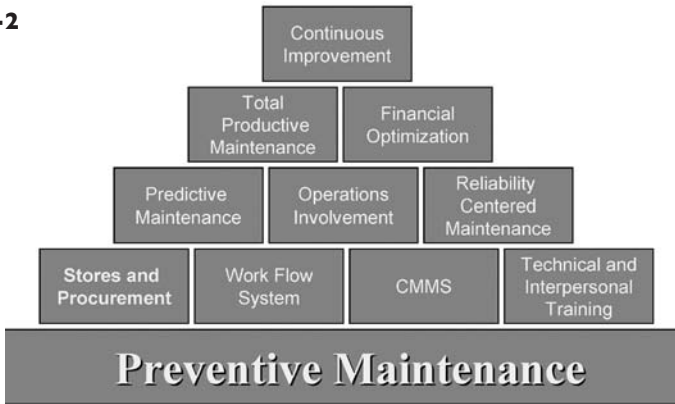 -2
Continuous
Improvement
Total
Productive
Maintenance
Financial
Optimization
Predictive
Maintenance
Operations
Involvement
Reliability
Centered
Maintenance
Stores and
Procurement
Work Flow
System
CMMS
Technical and
Interpersonal
Training
Preventive Maintenance